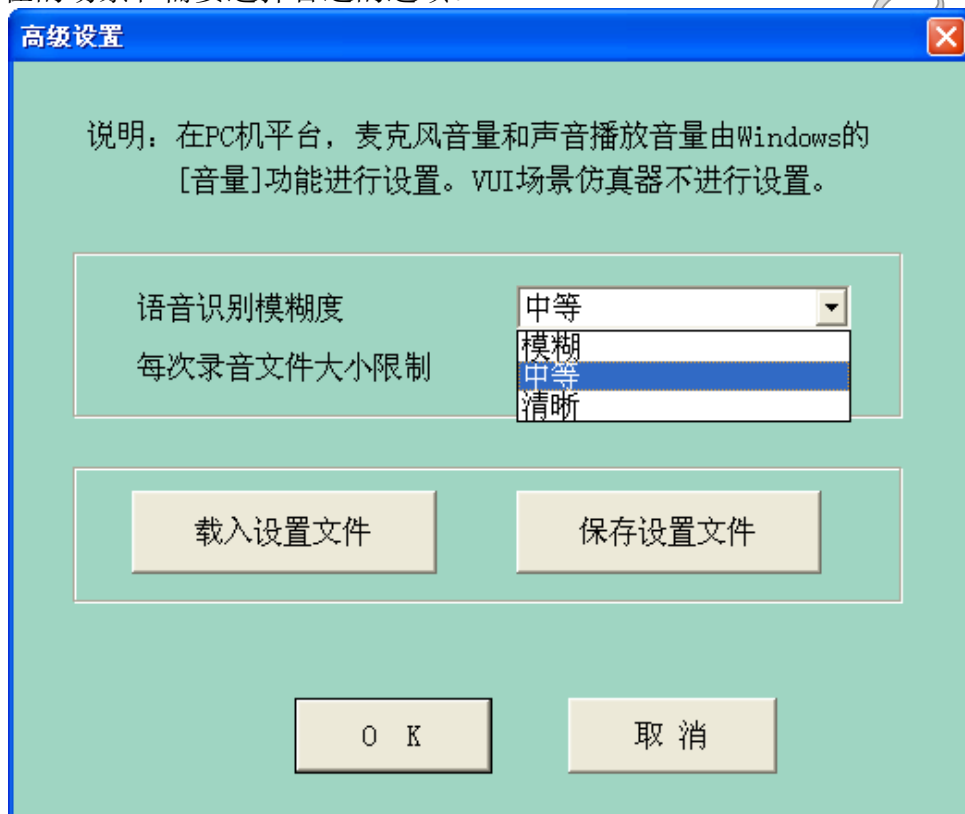 高级设置
说明：在PC机平台，麦克风音量和声音播放音量由Windows的
[音量]功能进行设置。VUI场景仿真器不进行设置。
语音识别模糊度
中等
模糊
中等
清晰
每次录音文件大小限制
载入设置文件
保存设置文件
O K
取 消